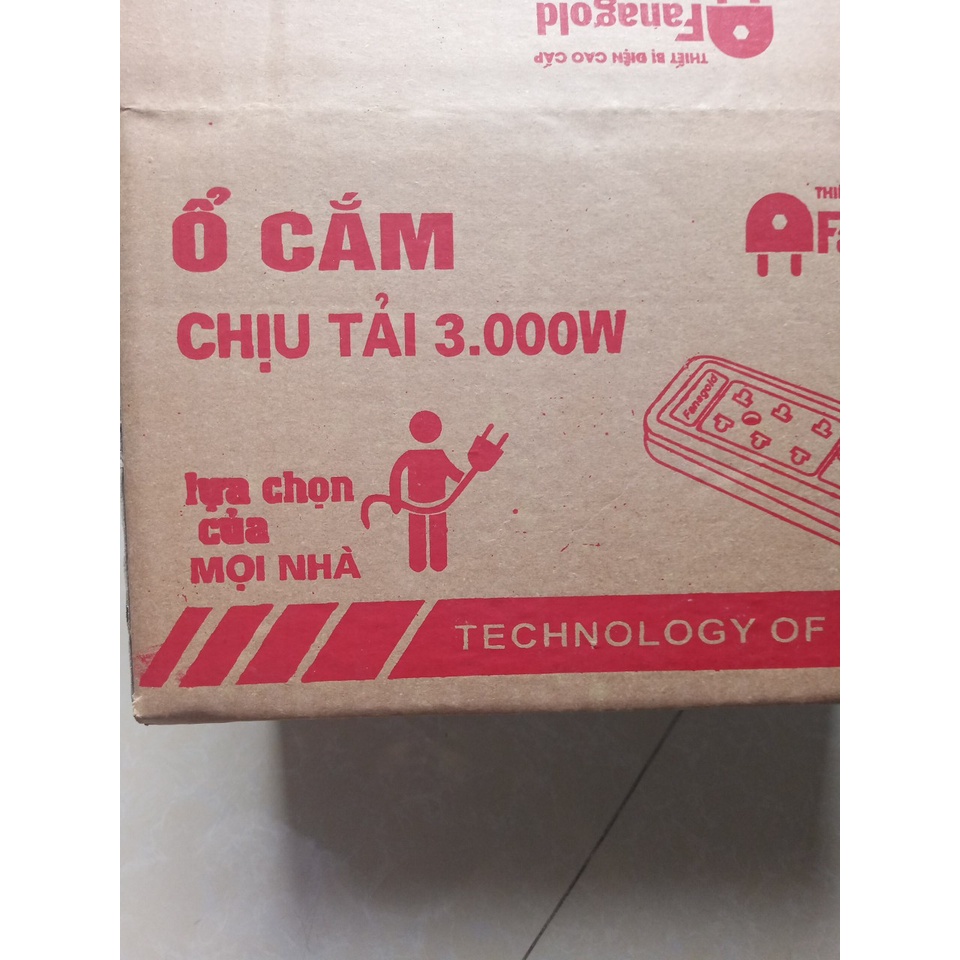 Fanagold
THIẾT BỊ ĐIỆN CAO CẤP
Ổ CẮM
CHỊU TẢI 3.000W
Fanagold
lựa chọn
của
MỌI NHÀ
TECHNOLOGY OF